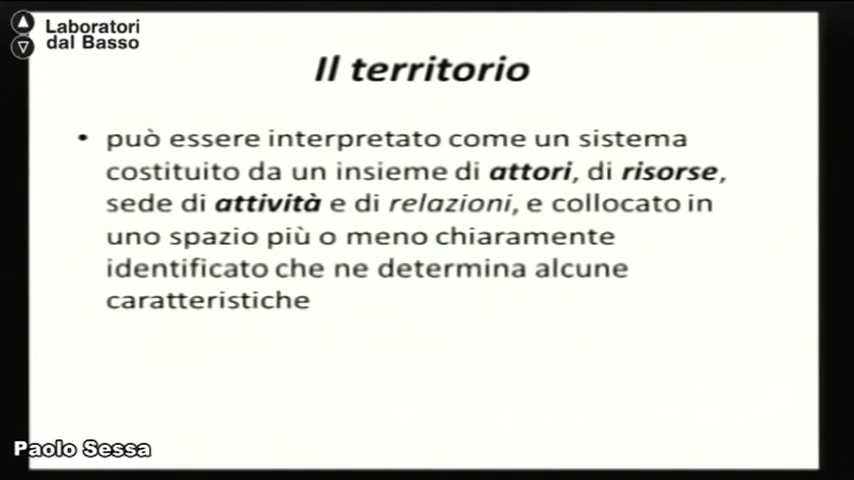 Laboratori
dal Basso
Il territorio
• può essere interpretato come un sistema
costituito da un insieme di attori, di risorse,
sede di attività e di relazioni, e collocato in
uno spazio più o meno chiaramente
identificato che ne determina alcune
caratteristiche
Paolo Sessa